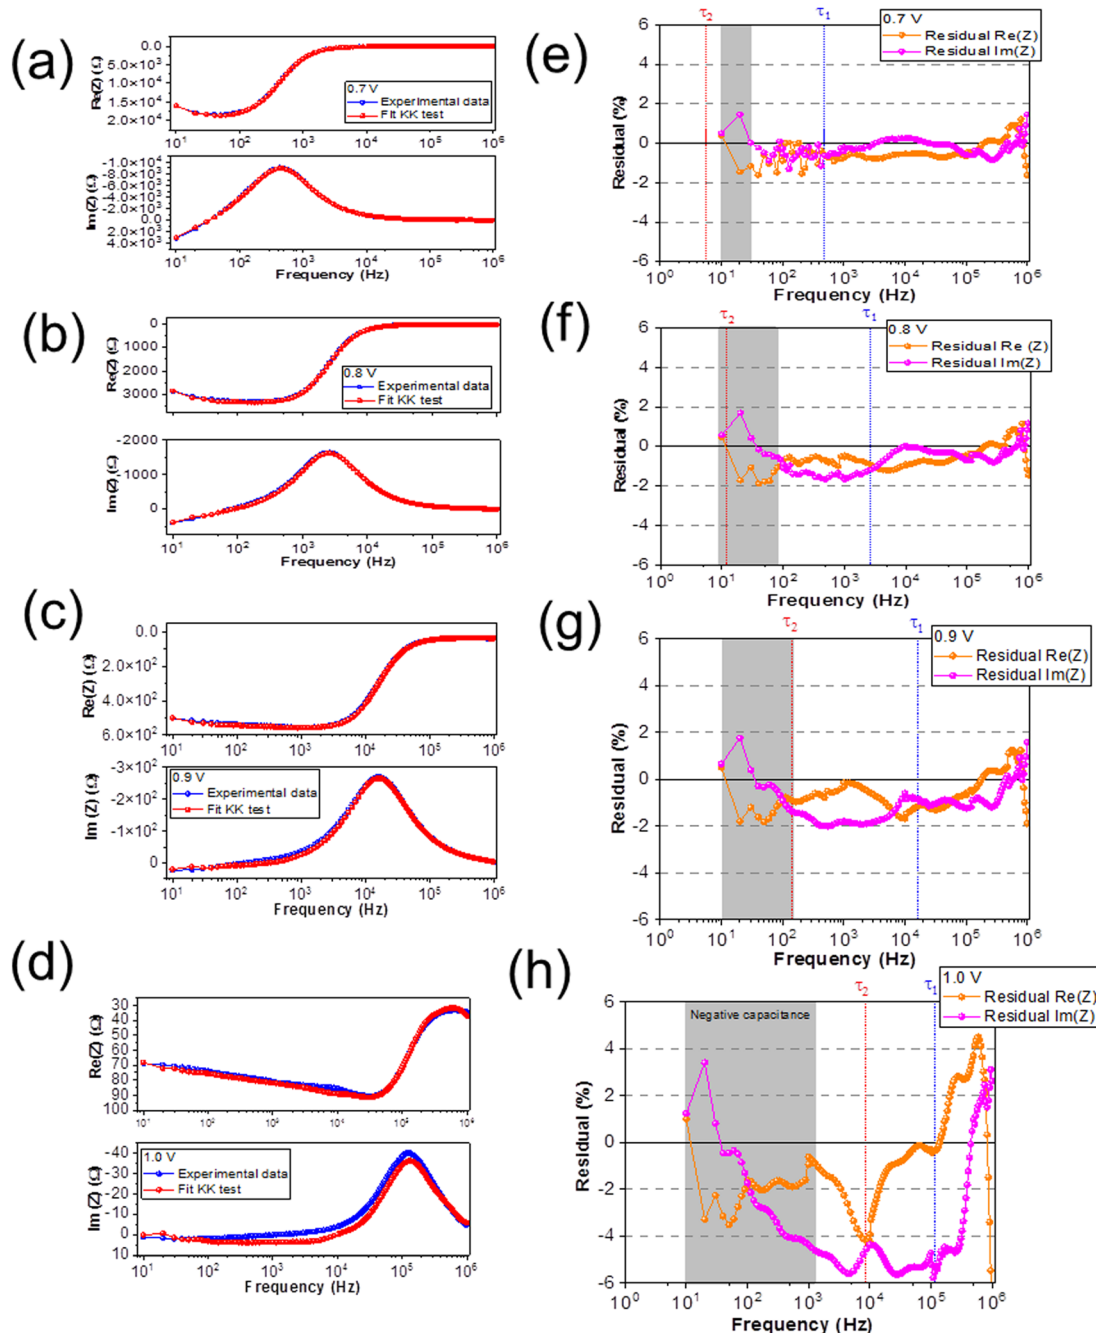 (a)
Re(Z) (Ω)
0.0
5.0×10³
1.0×10⁴
1.5×10⁴
2.0×10⁴
0.7 V
Experimental data
Fit KK test
Im(Z) (Ω)
-1.0×10⁴
-8.0×10³
-6.0×10³
-4.0×10³
-2.0×10³
0.0
2.0×10³
4.0×10³
10¹ 10² 10³ 10⁴ 10⁵ 10⁶
Frequency (Hz)
(e)
τ₂ τ₁
0.7 V
Residual Re(Z)
Residual Im(Z)
Residual (%)
6
4
2
0
-2
-4
-6
10⁰ 10¹ 10² 10³ 10⁴ 10⁵ 10⁶
Frequency (Hz)
(b)
Re(Z) (Ω)
0
1000
2000
3000
0.8 V
Experimental data
Fit KK test
Im(Z) (Ω)
-2000
-1000
0
10¹ 10² 10³ 10⁴ 10⁵ 10⁶
Frequency (Hz)
(f)
τ₂ τ₁
0.8 V
Residual Re (Z)
Residual Im(Z)
Residual (%)
6
4
2
0
-2
-4
-6
10⁰ 10¹ 10² 10³ 10⁴ 10⁵ 10⁶
Frequency (Hz)
(c)
Re(Z) (Ω)
0.0
2.0×10²
4.0×10²
6.0×10²
Im (Z) (Ω)
-3×10²
-2×10²
-1×10²
0
0.9 V
Experimental data
Fit KK test
10¹ 10² 10³ 10⁴ 10⁵ 10⁶
Frequency (Hz)
(g)
τ₂ τ₁
0.9 V
Residual Re(Z)
Residual Im(Z)
Residual (%)
6
4
2
0
-2
-4
-6
10⁰ 10¹ 10² 10³ 10⁴ 10⁵ 10⁶
Frequency (Hz)
(d)
Re(Z) (Ω)
30
40
50
60
70
80
90
100
Im (Z) (Ω)
-40
-30
-20
-10
0
10
1.0 V
Experimental data
Fit KK test
10¹ 10² 10³ 10⁴ 10⁵ 10⁶
Frequency (Hz)
(h)
τ₂ τ₁
1.0 V
Residual Re(Z)
Residual Im(Z)
Negative capacitance
Residual (%)
6
4
2
0
-2
-4
-6
10⁰ 10¹ 10² 10³ 10⁴ 10⁵ 10⁶
Frequency (Hz)